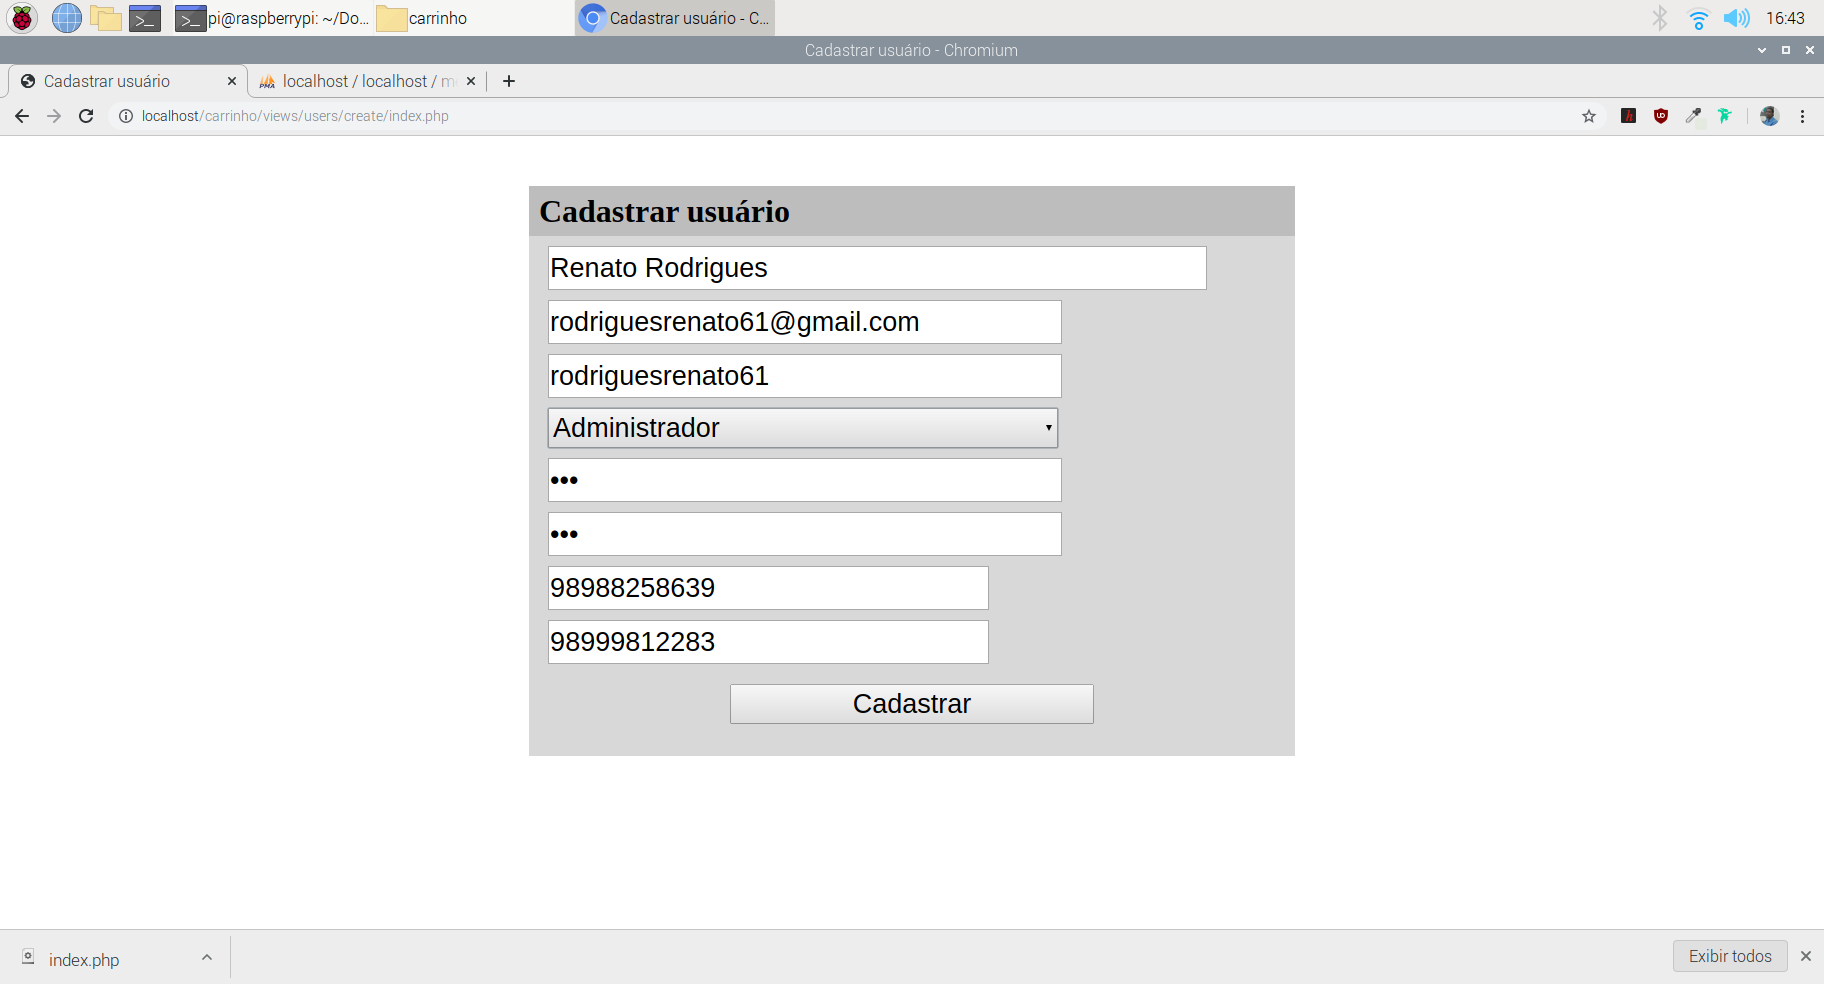 pi@raspberrypi: ~/Do...
carrinho
Cadastrar usuário - C...
16:43
Cadastrar usuário - Chromium
Cadastrar usuário
localhost / localhost / m
localhost/carrinho/views/users/create/index.php
Cadastrar usuário
Renato Rodrigues
rodriguesrenato61@gmail.com
rodriguesrenato61
Administrador
•••
•••
98988258639
98999812283
Cadastrar
index.php
Exibir todos